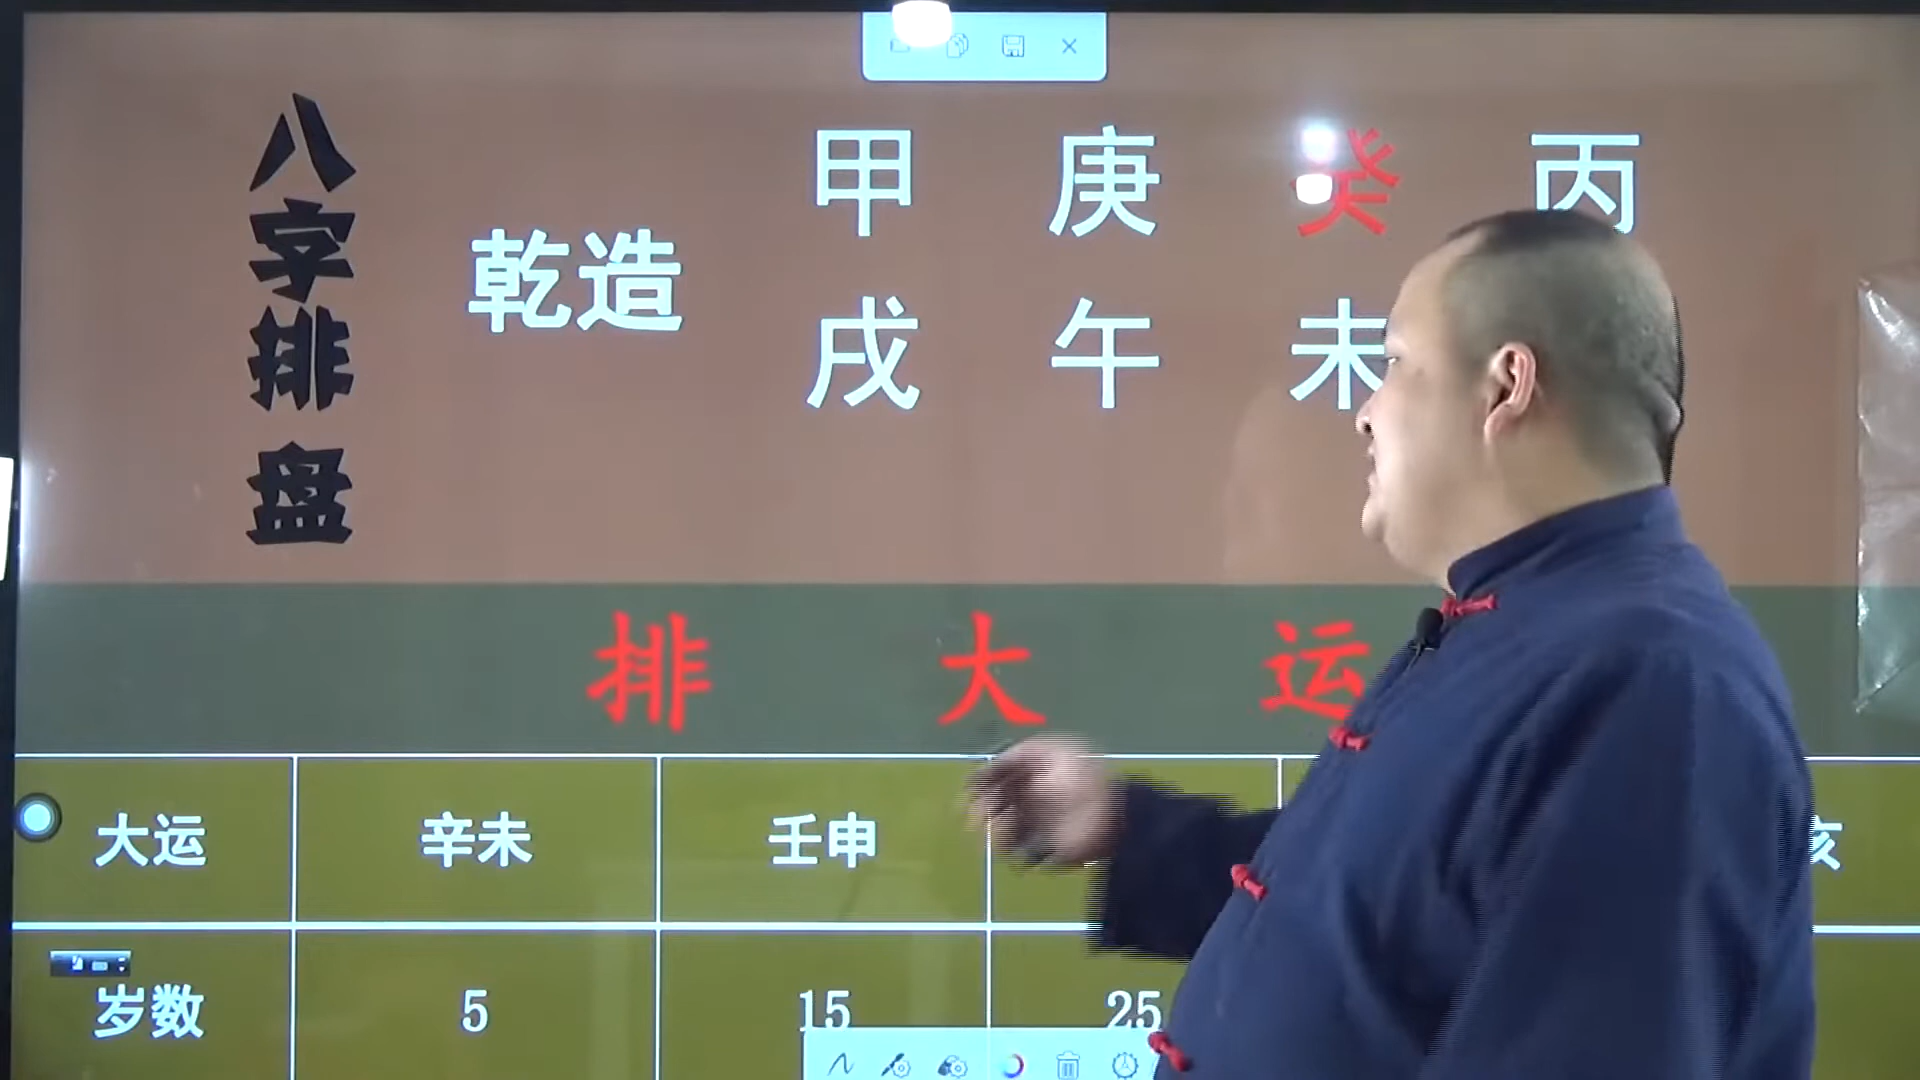 八字排盘
乾造
甲 庚 癸 丙
戌 午 未
排 大 运
大运 辛未 壬申 亥
岁数 5 15 25